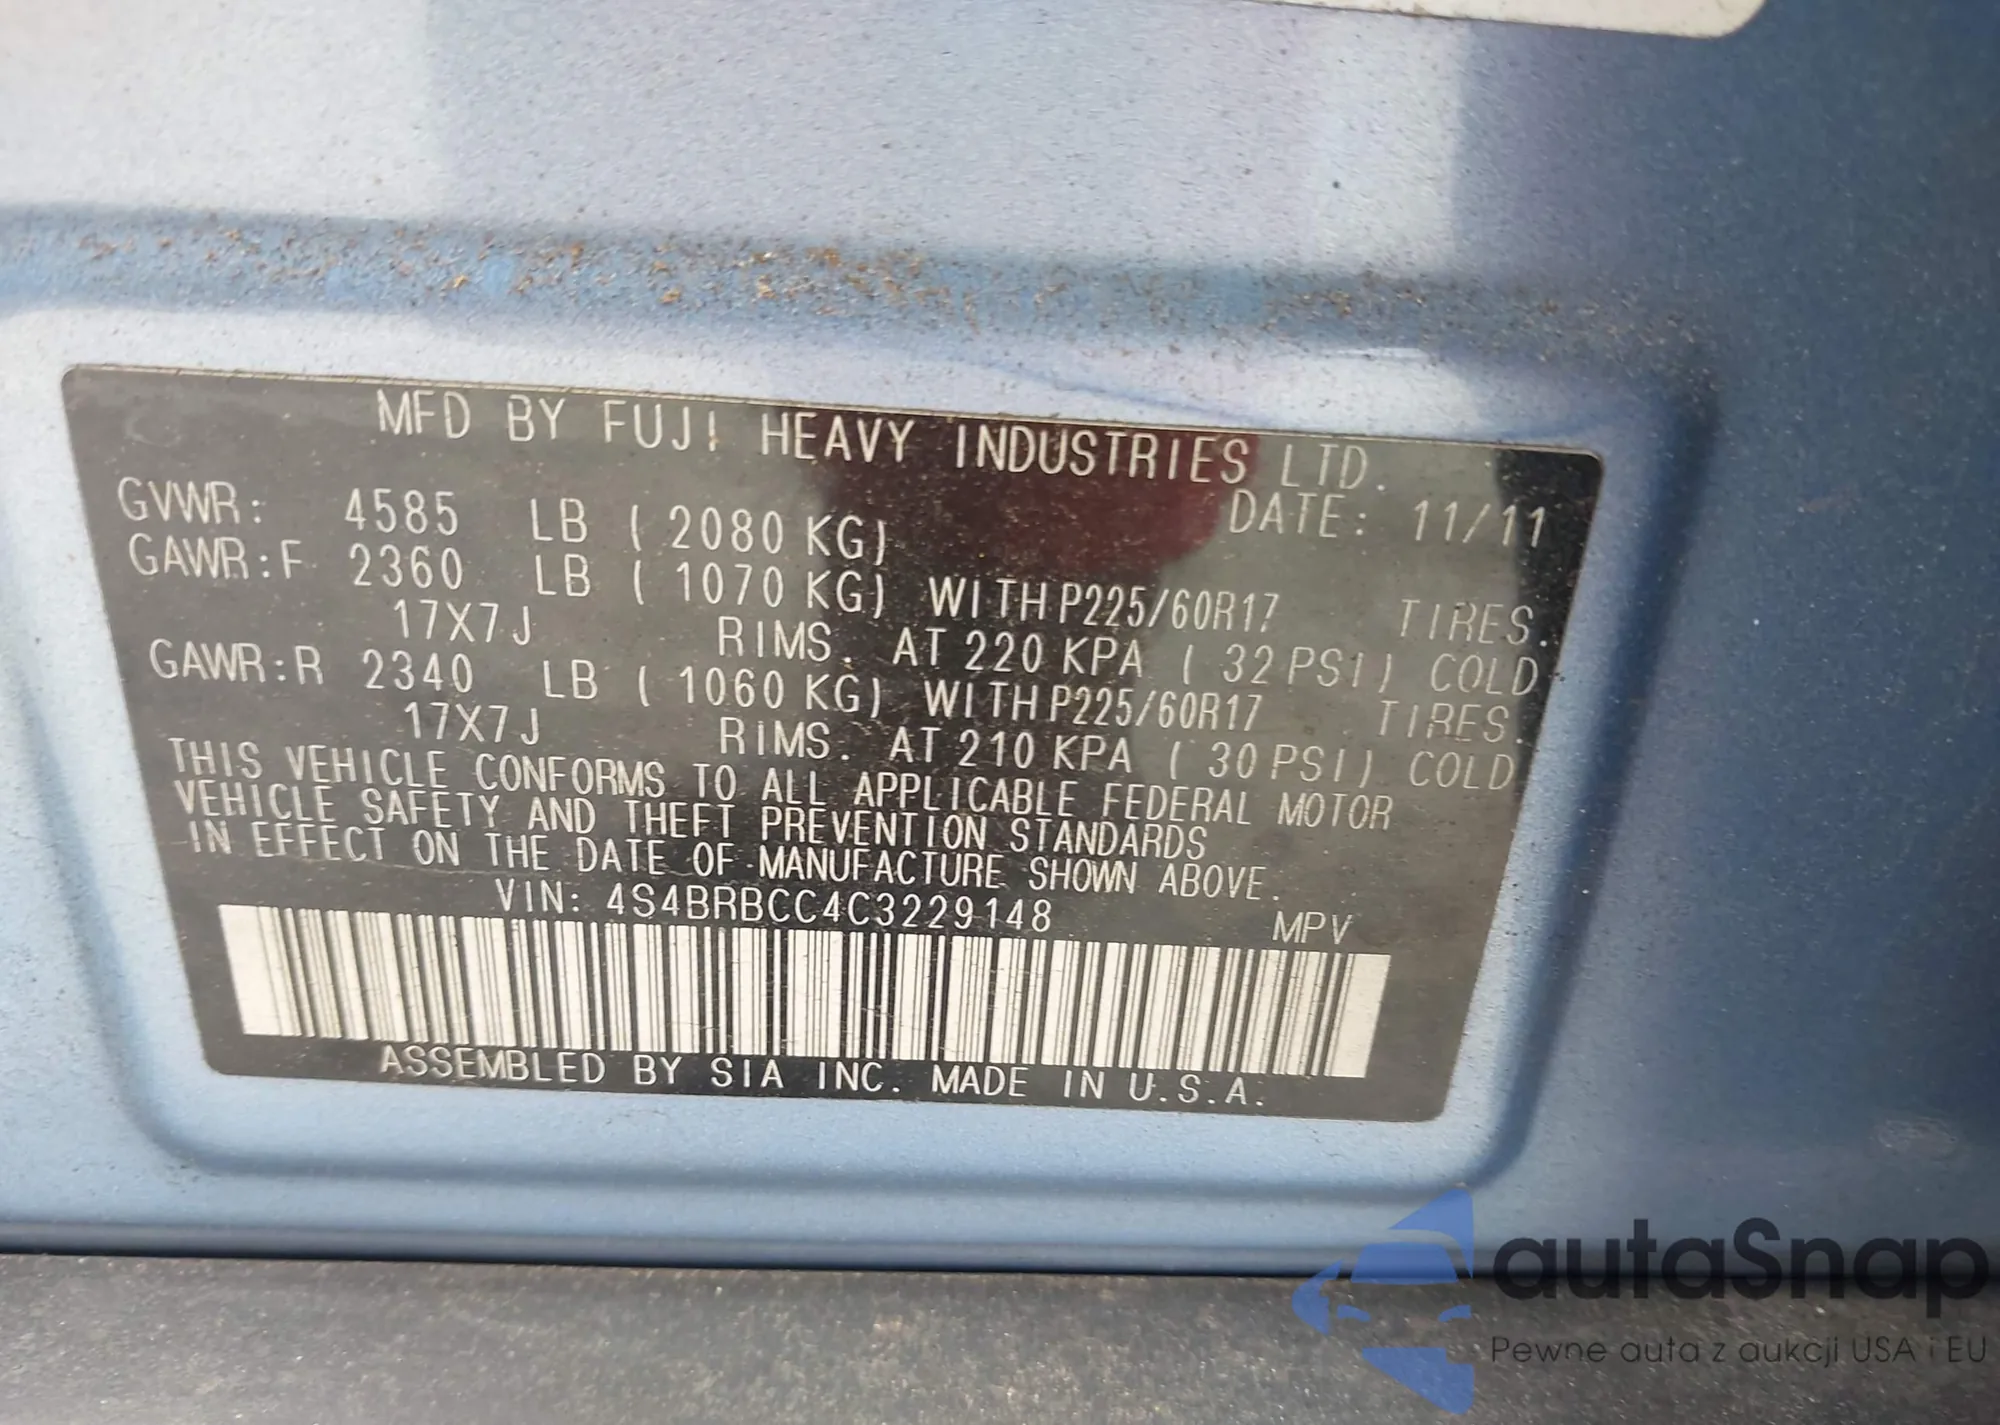 MFD BY FUJI HEAVY INDUSTRIES LTD.
DATE: 11/11
GVWR: 4585 LB ( 2080 KG)
GAWR:F 2360 LB ( 1070 KG) WITH P225/60R17 TIRES.
17X7J RIMS. AT 220 KPA ( 32 PSI) COLD
GAWR:R 2340 LB ( 1060 KG) WITH P225/60R17 TIRES.
17X7J RIMS. AT 210 KPA ( 30 PSI) COLD
THIS VEHICLE CONFORMS TO ALL APPLICABLE FEDERAL MOTOR
VEHICLE SAFETY AND THEFT PREVENTION STANDARDS
IN EFFECT ON THE DATE OF MANUFACTURE SHOWN ABOVE.
VIN: 4S4BRBCC4C3229148 MPV
ASSEMBLED BY SIA INC. MADE IN U.S.A.
autaSnap
Pewne auta z aukcji USA i EU